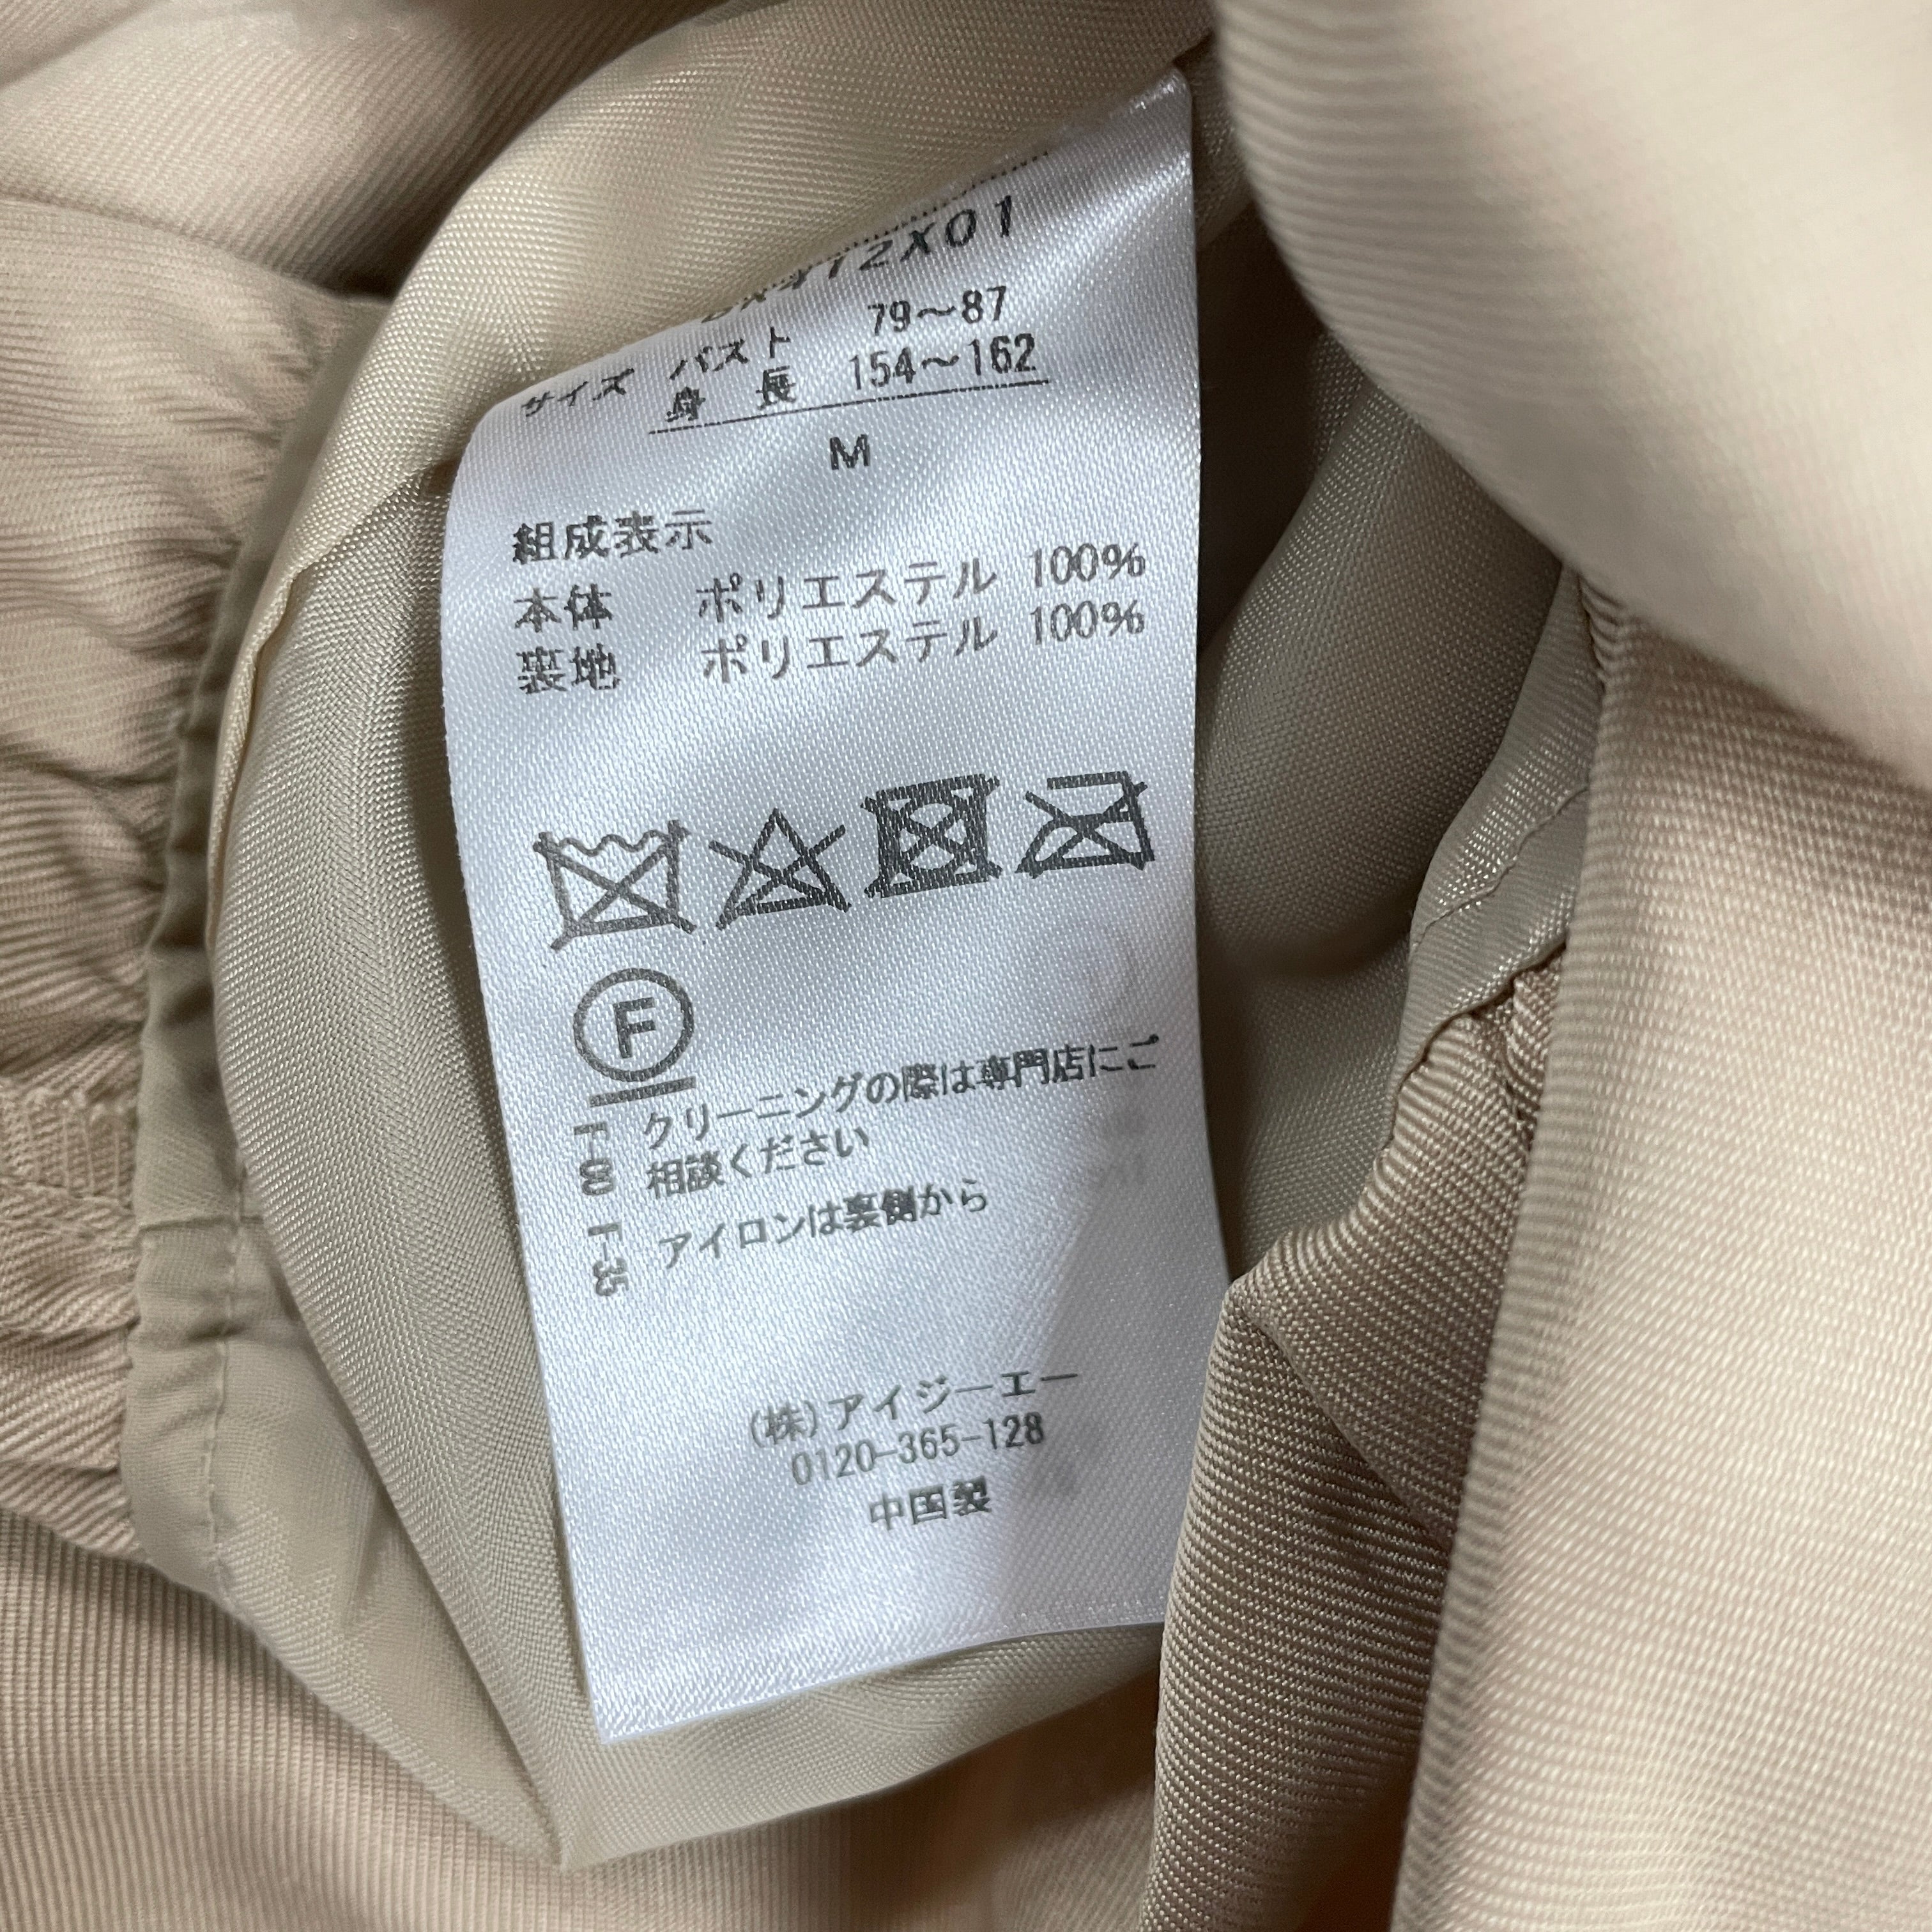 X01
サイズ バスト 79～87
身長 154～162
M
組成表示
本体 ポリエステル 100%
裏地 ポリエステル 100%
F
F-00 クリーニングの際は専門店にご
相談ください
F-35 アイロンは裏側から
(株)アイジーエー
0120-365-128
中国製